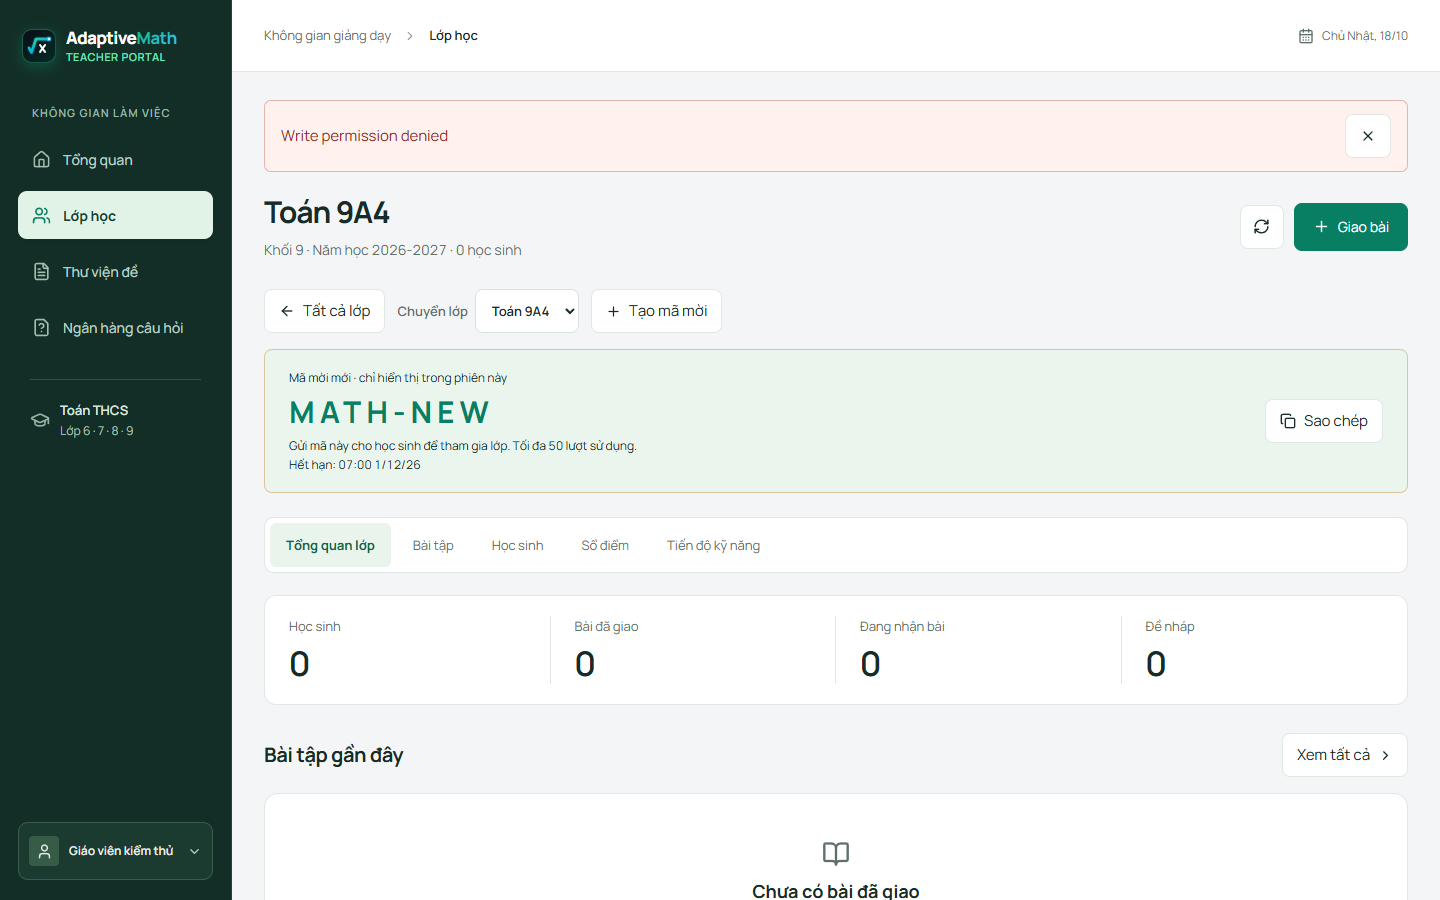 AdaptiveMath
TEACHER PORTAL
KHÔNG GIAN LÀM VIỆC
Tổng quan
Lớp học
Thư viện đề
Ngân hàng câu hỏi
Toán THCS
Lớp 6 · 7 · 8 · 9
Giáo viên kiểm thử
Không gian giảng dạy
Lớp học
Chủ Nhật, 18/10
Write permission denied
Toán 9A4
Khối 9 · Năm học 2026-2027 · 0 học sinh
Giao bài
Tất cả lớp
Chuyển lớp
Toán 9A4
Tạo mã mời
Mã mời mới · chỉ hiển thị trong phiên này
MATH-NEW
Gửi mã này cho học sinh để tham gia lớp. Tối đa 50 lượt sử dụng.
Hết hạn: 07:00 1/12/26
Sao chép
Tổng quan lớp
Bài tập
Học sinh
Sổ điểm
Tiến độ kỹ năng
Học sinh
0
Bài đã giao
0
Đang nhận bài
0
Đề nháp
0
Bài tập gần đây
Xem tất cả
Chưa có bài đã giao